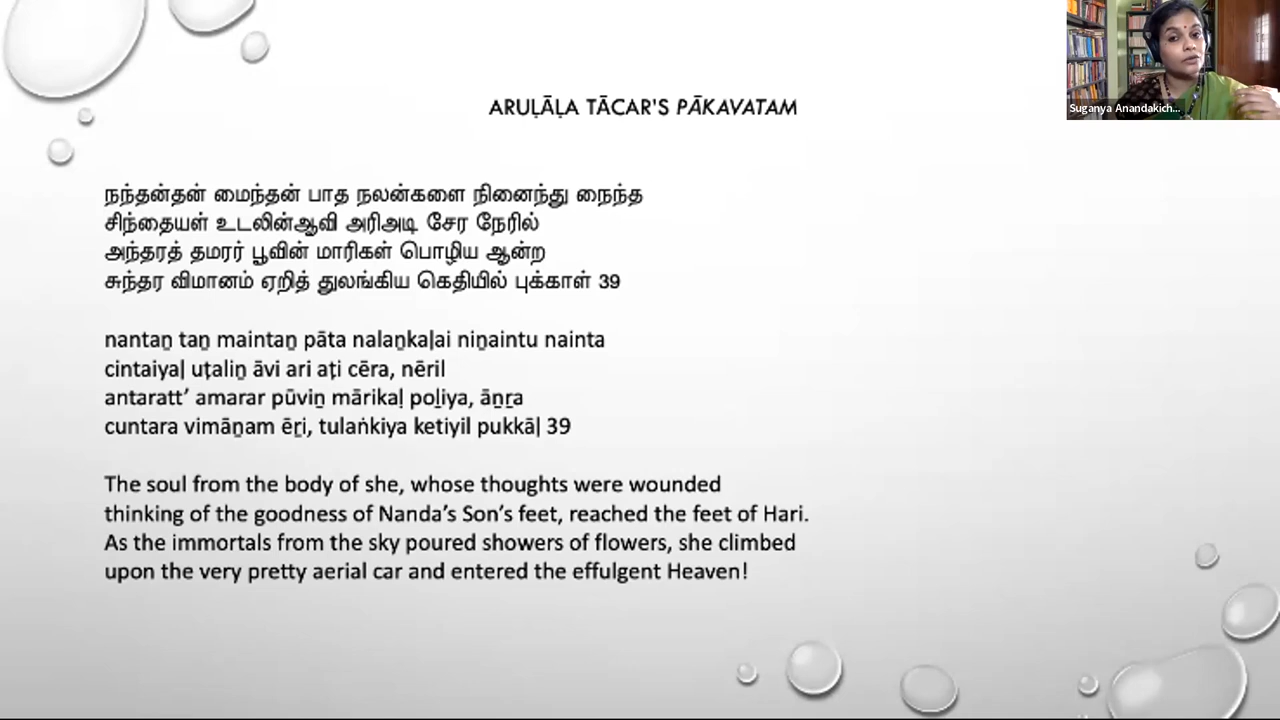 ARUḶĀḶA TĀCAR'S PĀKAVATAM
நந்தன்தன் மைந்தன் பாத நலன்களை நினைந்து நைந்த
சிந்தையள் உடலின்ஆவி அரிஅடி சேர நேரில்
அந்தரத் தமரர் பூவின் மாரிகள் பொழிய ஆன்ற
சுந்தர விமானம் ஏறித் துலங்கிய கெதியில் புக்காள் 39
nantaṉ taṉ maintaṉ pāta nalaṉkaḷai niṉaintu nainta
cintaiyaḷ uṭaliṉ āvi ari aṭi cēra, nēril
antaratt’ amarar pūviṉ mārikaḷ poḻiya, āṉṟa
cuntara vimāṉam ēṟi, tulaṅkiya ketiyil pukkāḷ 39
The soul from the body of she, whose thoughts were wounded
thinking of the goodness of Nanda’s Son’s feet, reached the feet of Hari.
As the immortals from the sky poured showers of flowers, she climbed
upon the very pretty aerial car and entered the effulgent Heaven!
Suganya Anandakich...